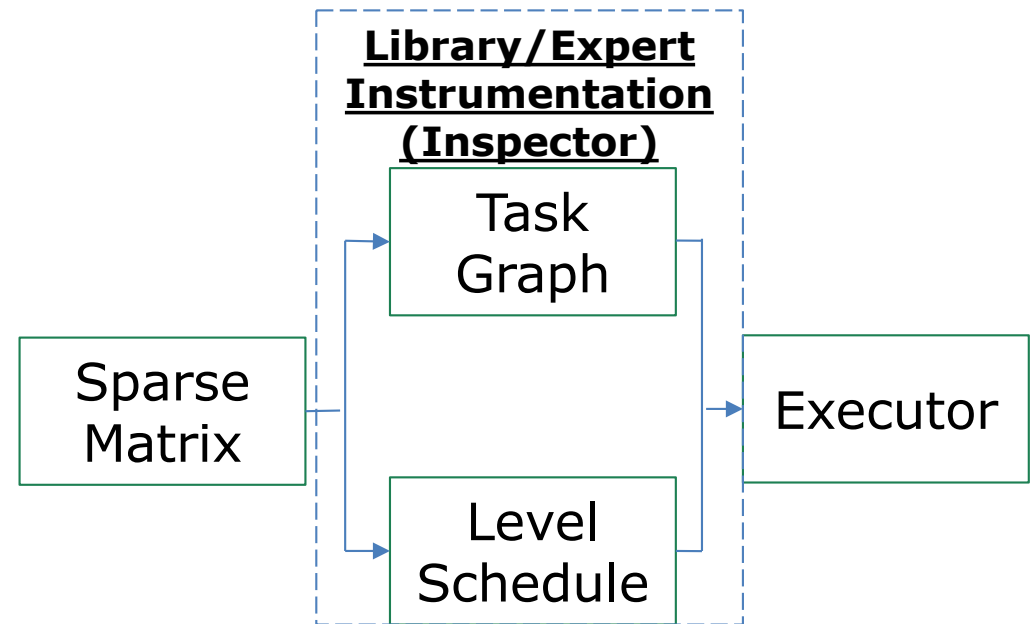 Library/Expert
Instrumentation
(Inspector)
Task
Graph
Sparse
Matrix
Executor
Level
Schedule